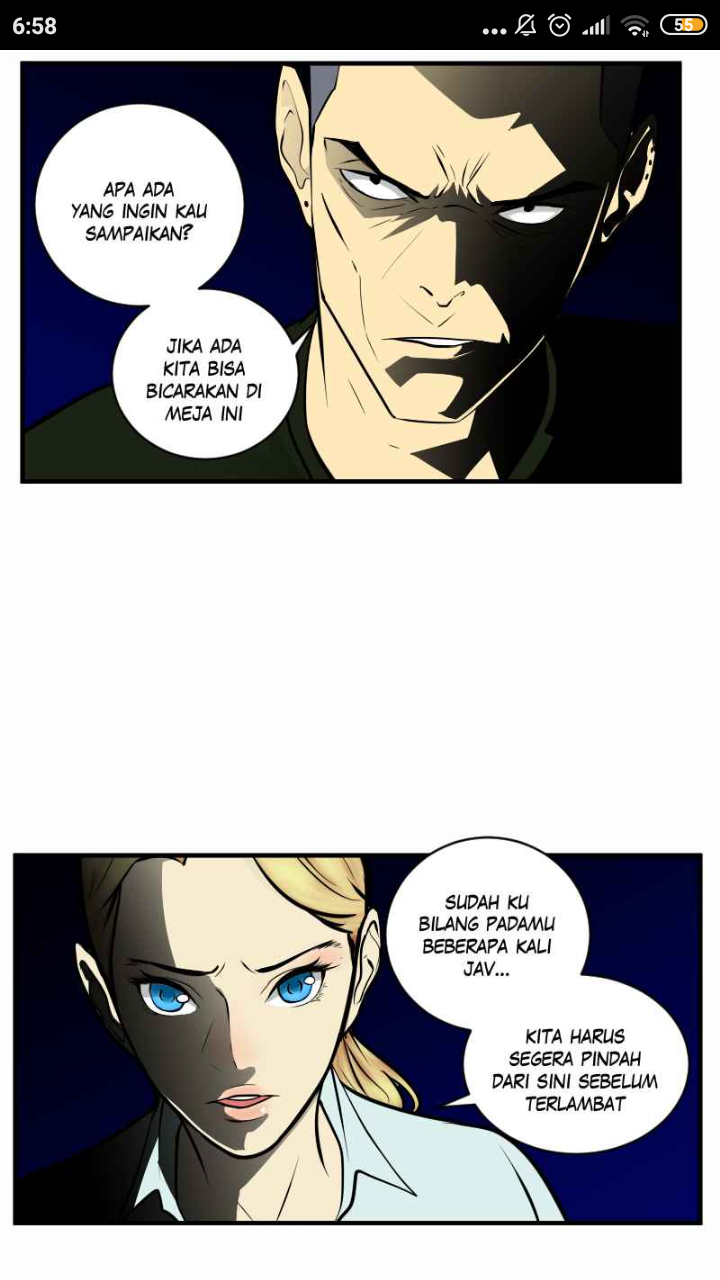 6:58
55
APA ADA
YANG INGIN KAU
SAMPAIKAN?
JIKA ADA
KITA BISA
BICARAKAN DI
MEJA INI
SUDAH KU
BILANG PADAMU
BEBERAPA KALI
JAV...
KITA HARUS
SEGERA PINDAH
DARI SINI SEBELUM
TERLAMBAT